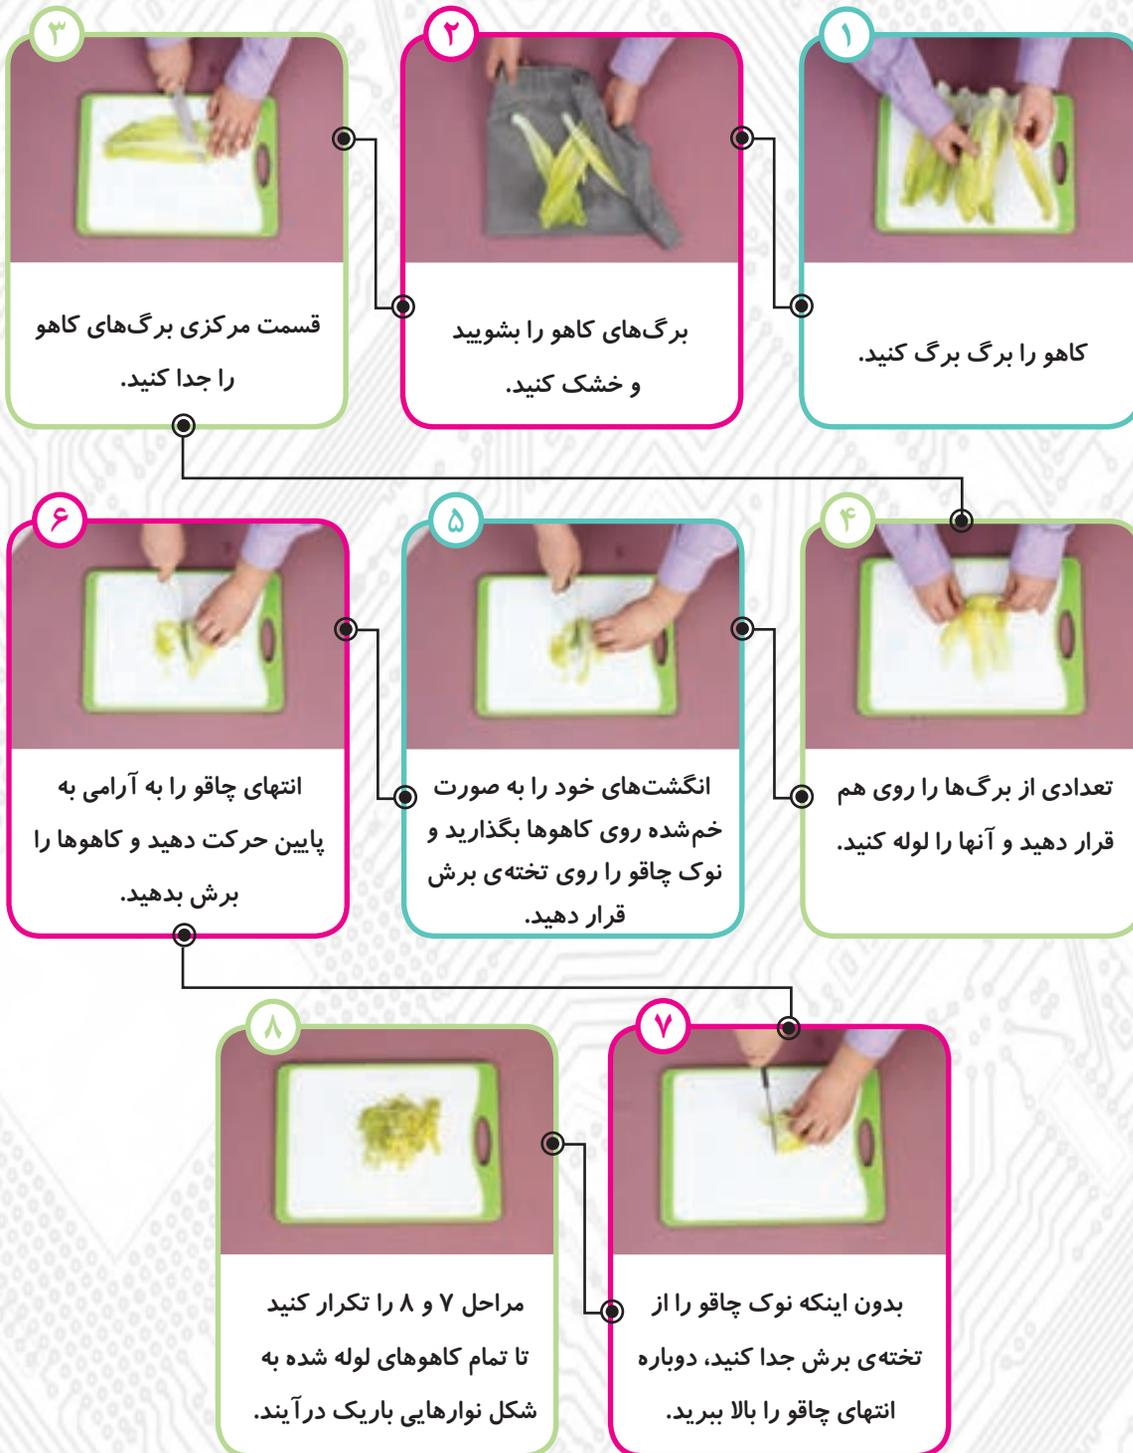 ۱
کاهو را برگ برگ کنید.
۲
برگ‌های کاهو را بشویید
و خشک کنید.
۳
قسمت مرکزی برگ‌های کاهو
را جدا کنید.
۴
تعدادی از برگ‌ها را روی هم
قرار دهید و آنها را لوله کنید.
۵
انگشت‌های خود را به صورت
خم‌شده روی کاهوها بگذارید و
نوک چاقو را روی تخته‌ی برش
قرار دهید.
۶
انتهای چاقو را به آرامی به
پایین حرکت دهید و کاهوها را
برش بدهید.
۷
بدون اینکه نوک چاقو را از
تخته‌ی برش جدا کنید، دوباره
انتهای چاقو را بالا ببرید.
۸
مراحل ۷ و ۸ را تکرار کنید
تا تمام کاهوهای لوله شده به
شکل نوارهایی باریک درآیند.